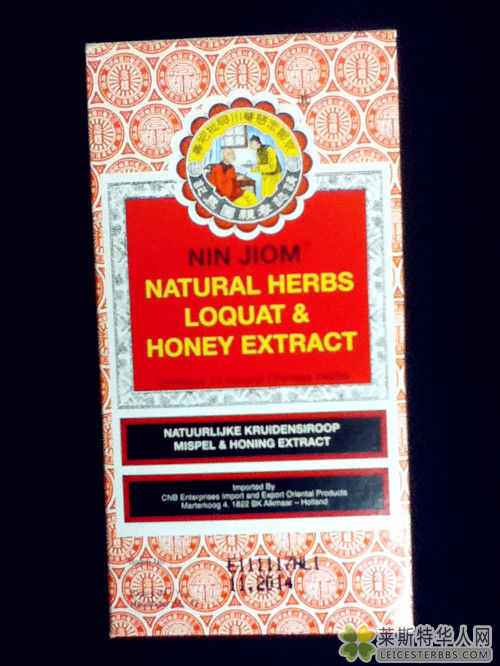 NIN JIOM®
NATURAL HERBS
LOQUAT &
HONEY EXTRACT
NATUURLIJKE KRUIDENSIROOP
MISPEL & HONING EXTRACT
Imported By
CNB Enterprises Import and Export Oriental Products
Marterkoog 4, 1822 BK Alkmaar – Holland
11,2014
莱斯特华人网
LEICESTERBBS.COM